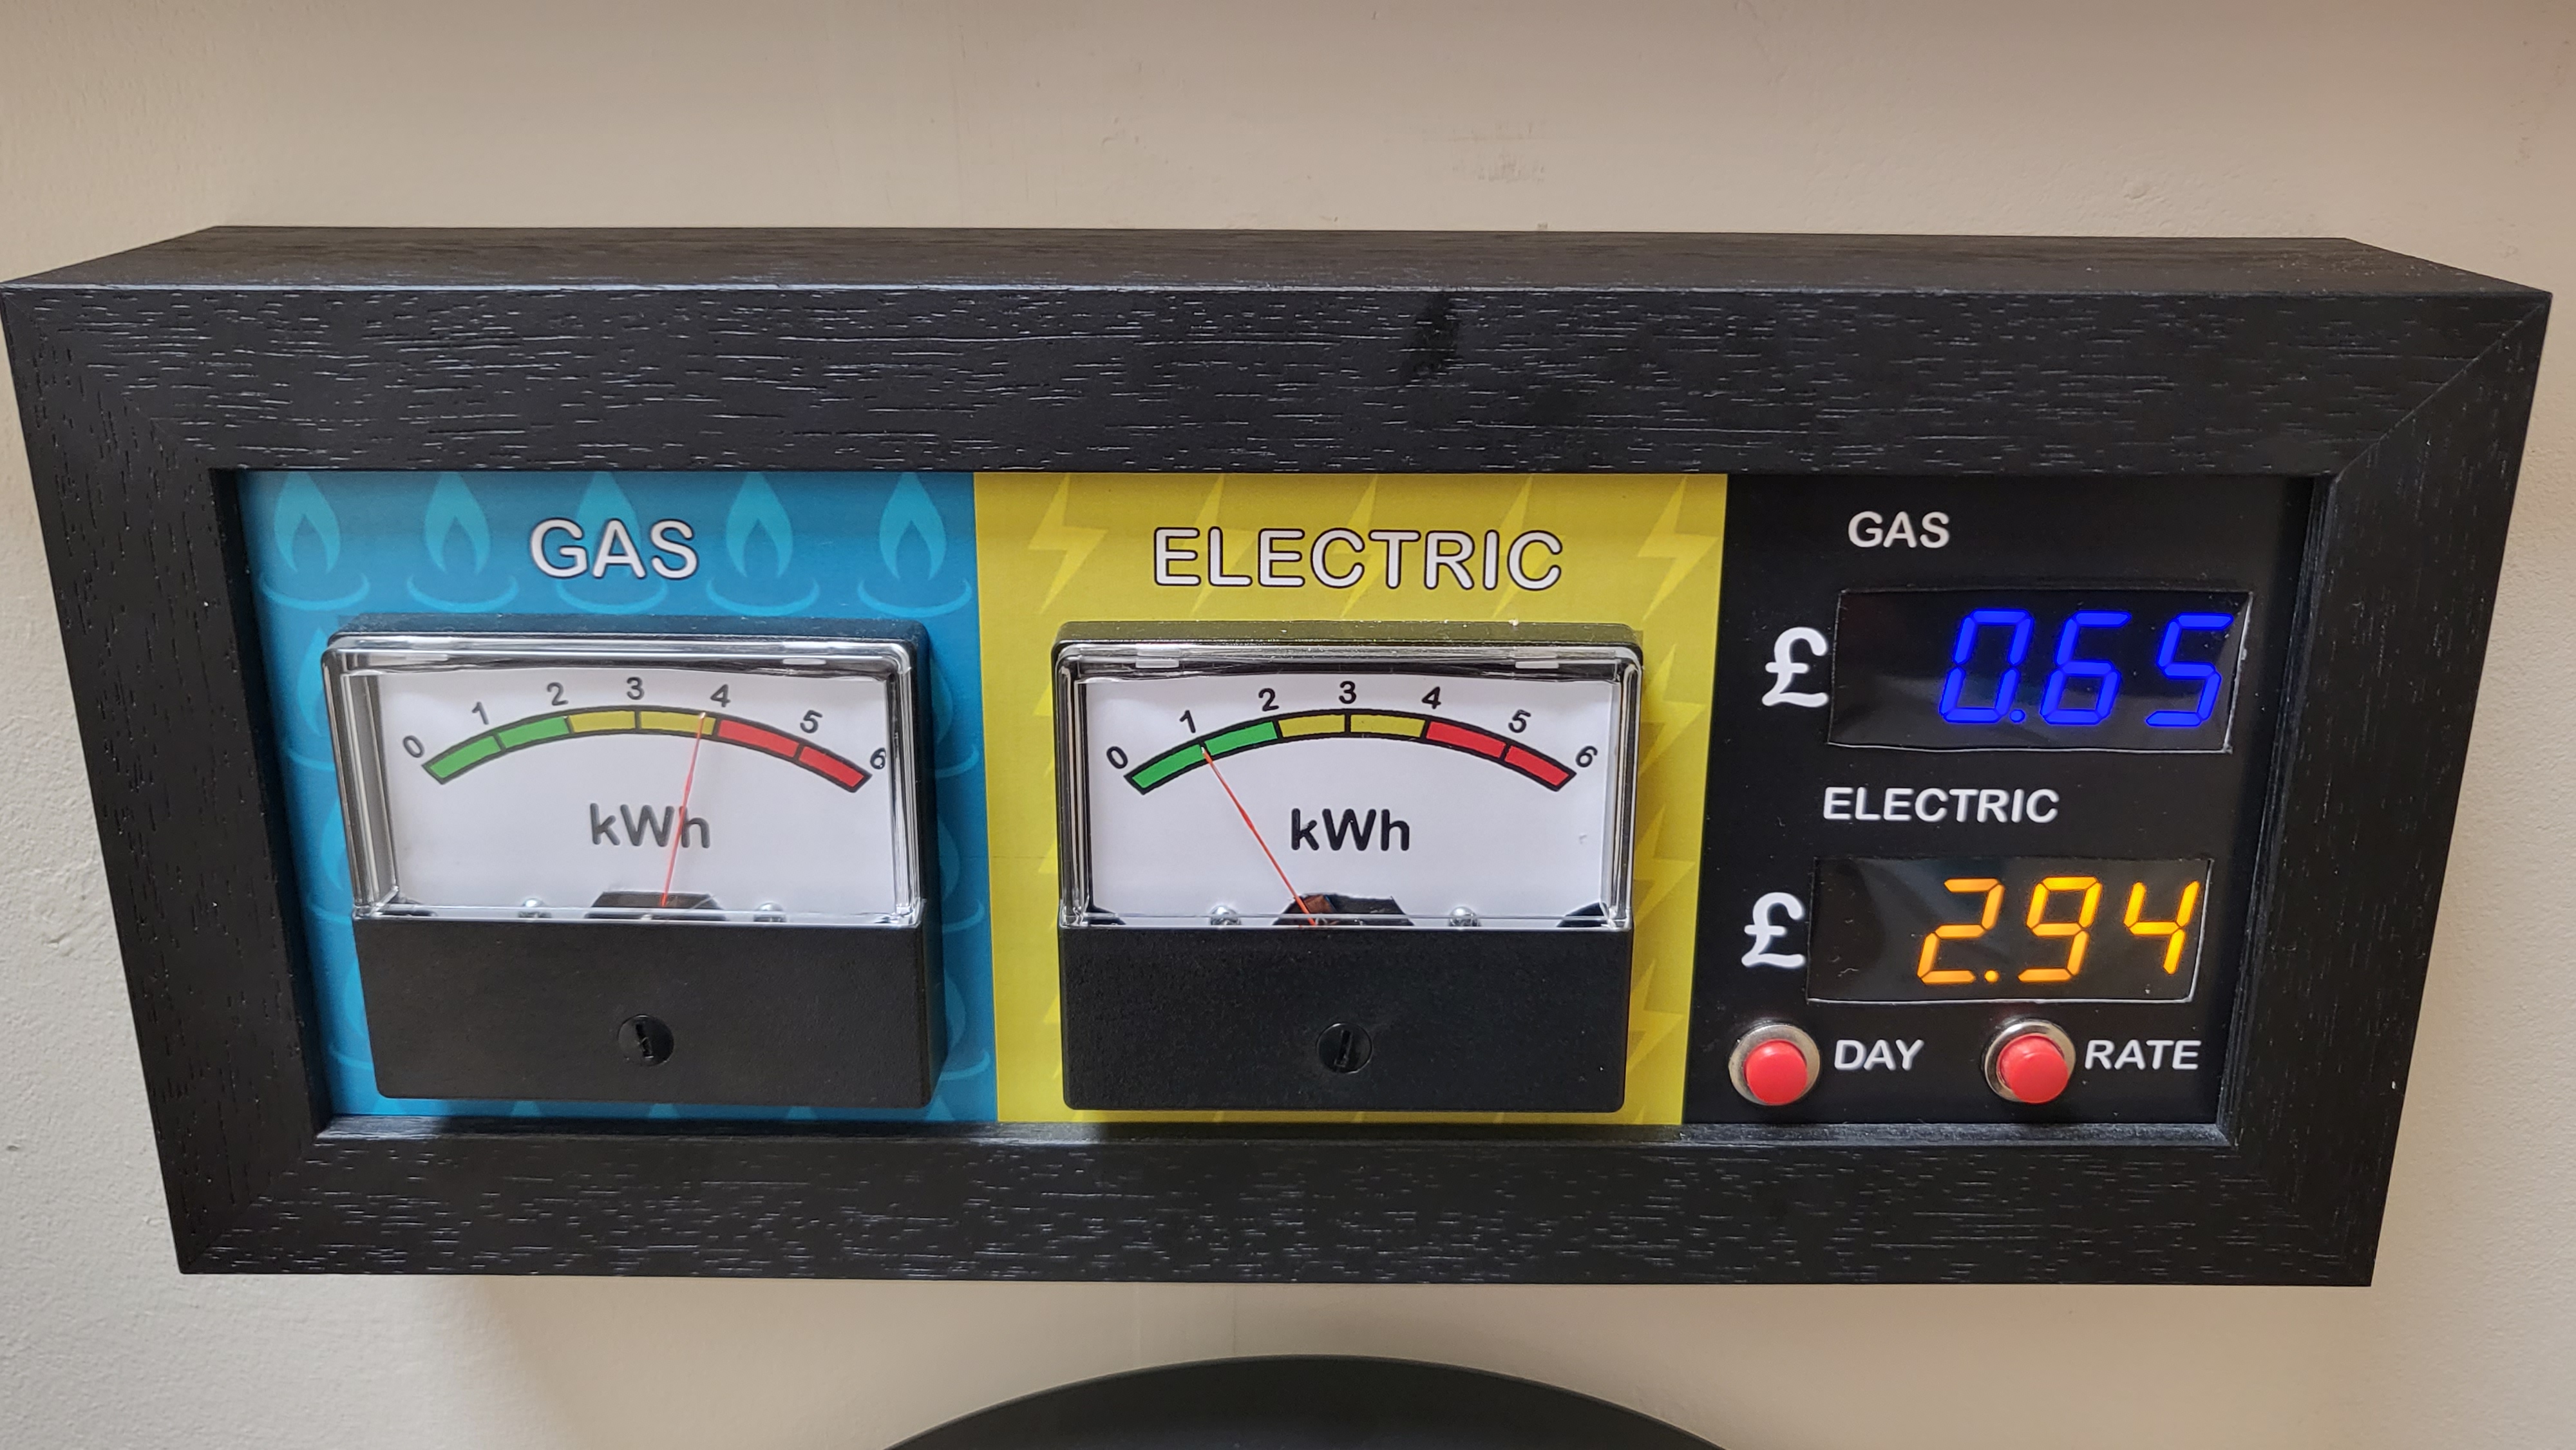 GAS
0 1 2 3 4 5 6
kWh
ELECTRIC
0 1 2 3 4 5 6
kWh
GAS
£ 0.65
ELECTRIC
£ 2.94
DAY RATE